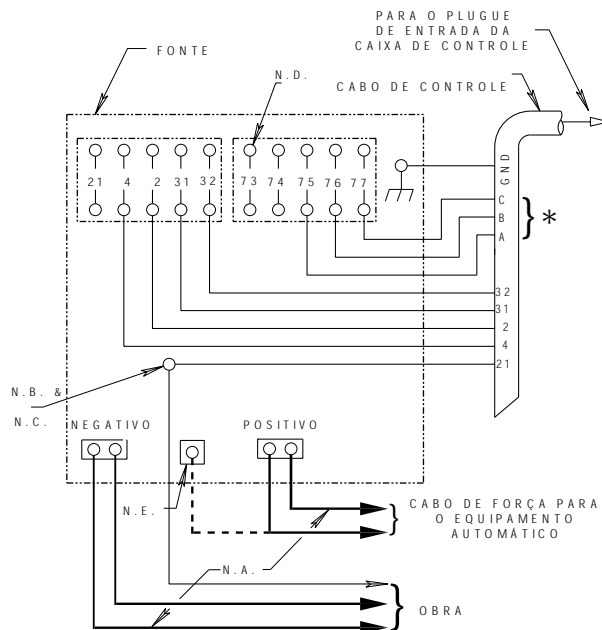 PARA O PLUGUE
DE ENTRADA DA
CAIXA DE CONTROLE
FONTE
N.D.
CABO DE CONTROLE
21 4 2 31 32
73 74 75 76 77
GND
C
B
A
*
32
31
2
4
21
N.B. &
N.C.
NEGATIVO
POSITIVO
N.E.
CABO DE FORÇA PARA
O EQUIPAMENTO
AUTOMÁTICO
N.A.
OBRA